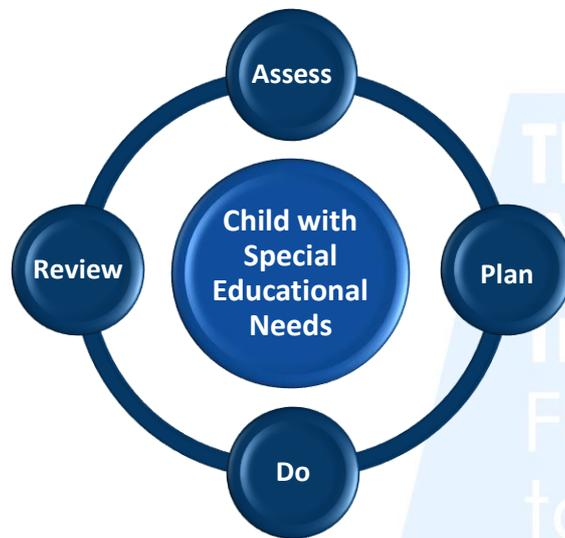 Assess
Child with
Special
Educational
Needs
Review
Plan
Do